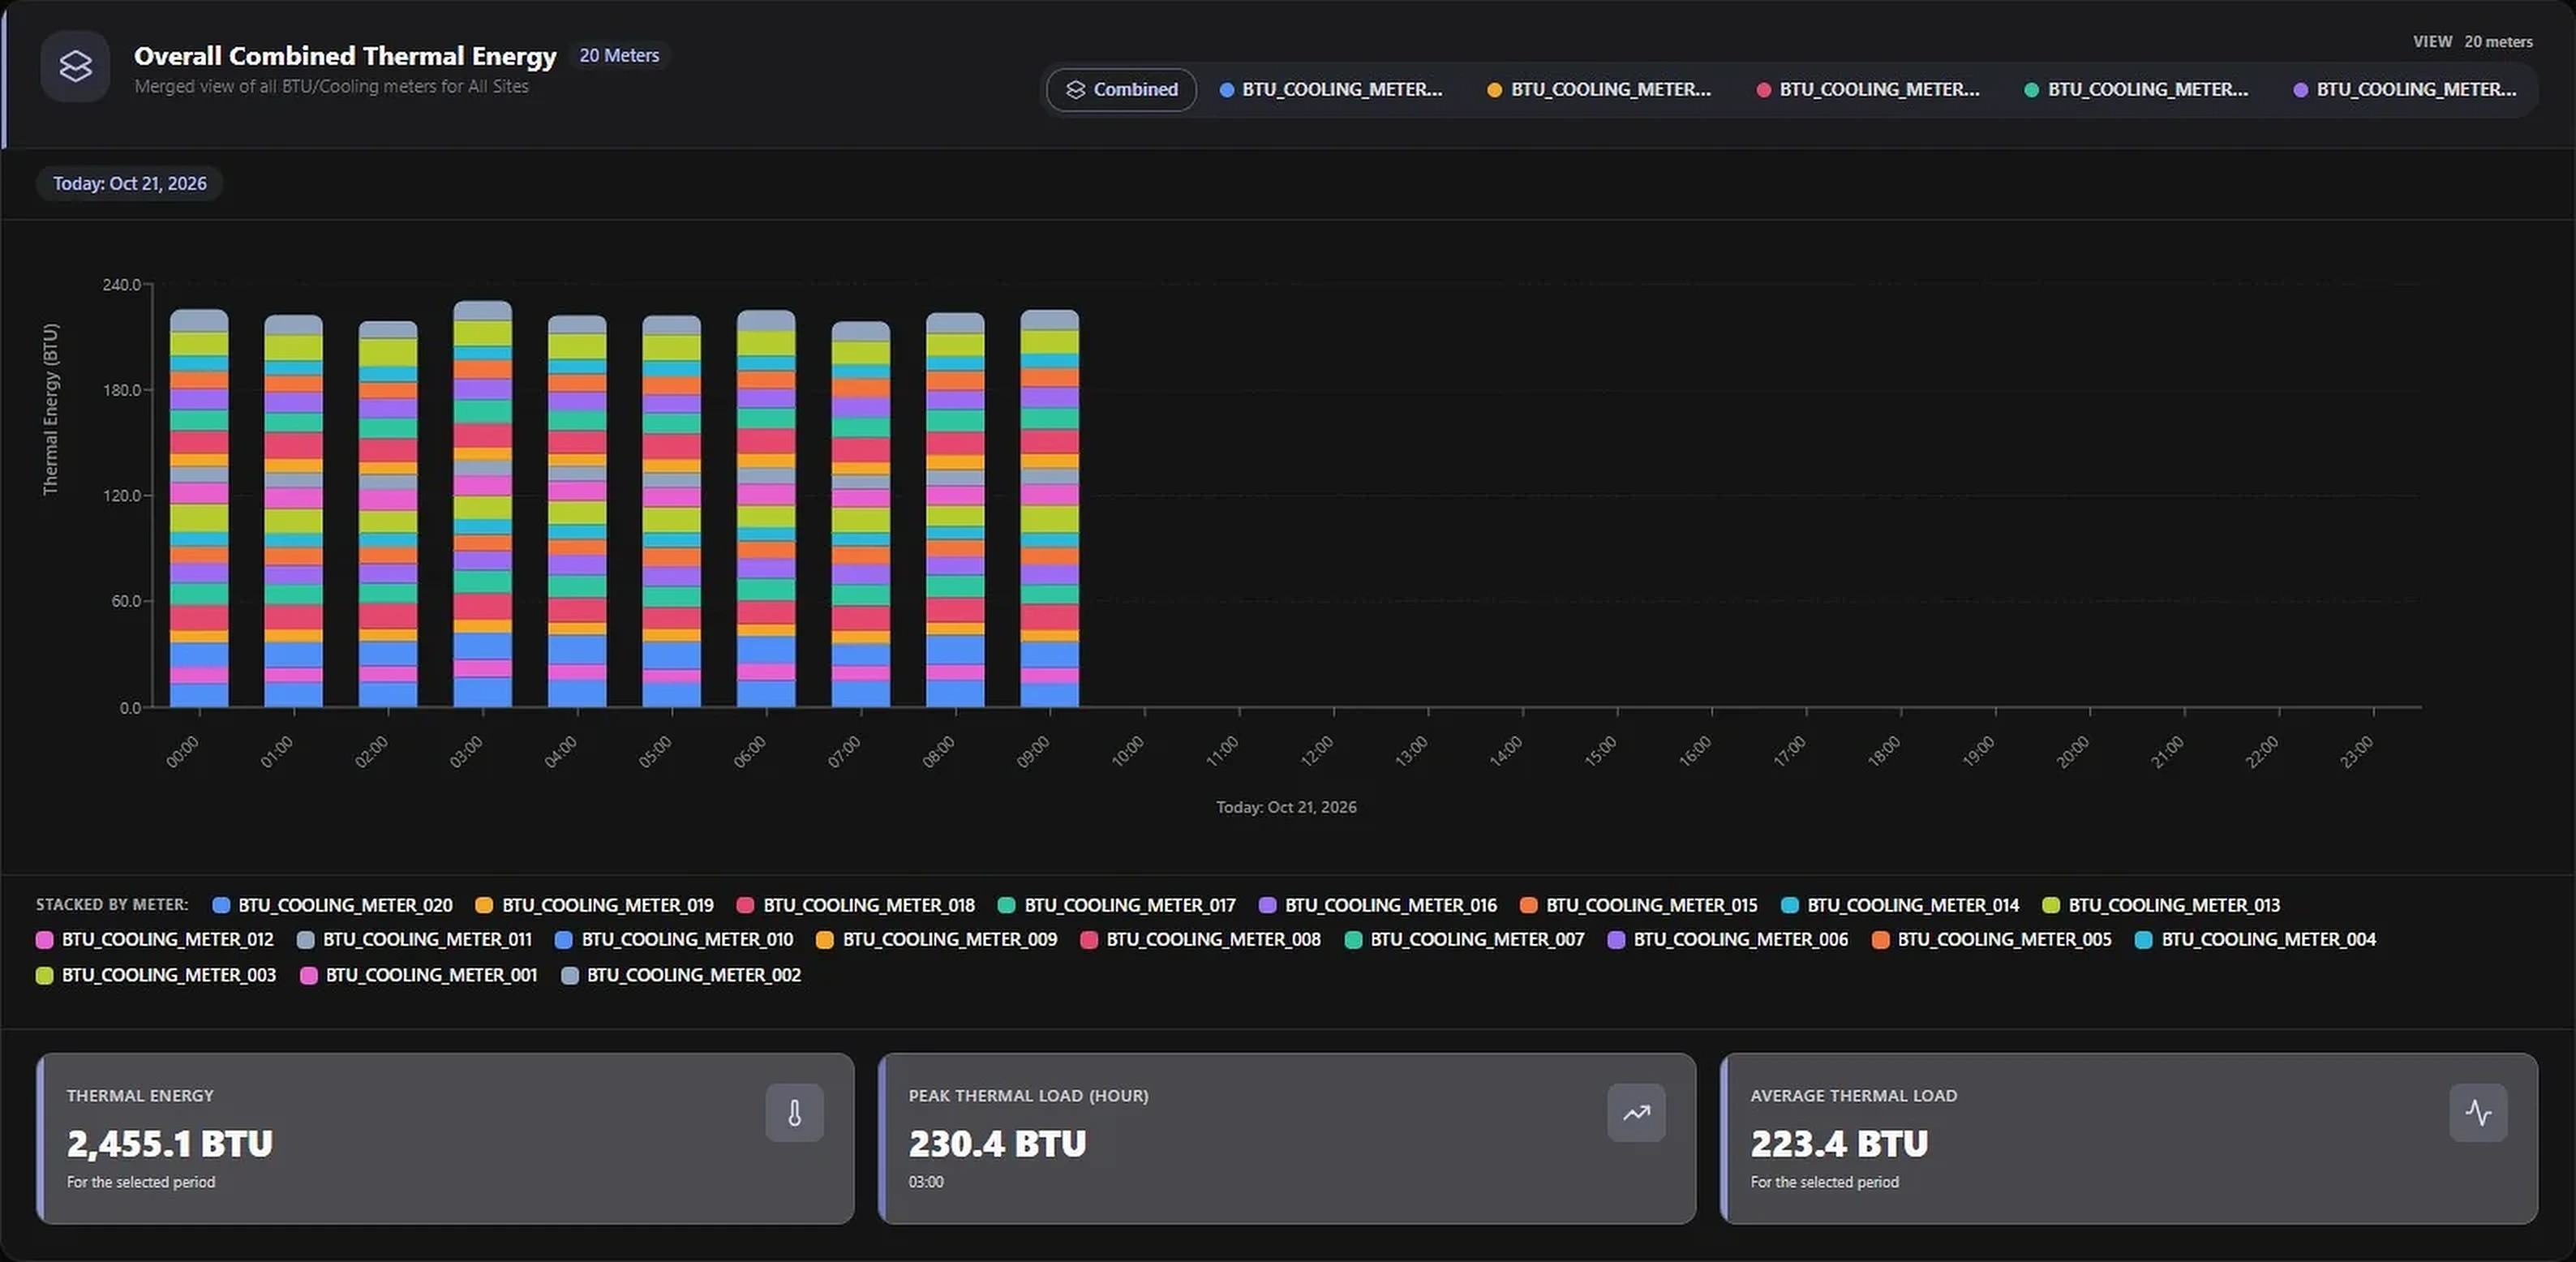 Overall Combined Thermal Energy 20 Meters
Merged view of all BTU/Cooling meters for All Sites
VIEW 20 meters
Combined BTU_COOLING_METER... BTU_COOLING_METER... BTU_COOLING_METER... BTU_COOLING_METER... BTU_COOLING_METER...
Today: Oct 21, 2026
Thermal Energy (BTU)
240.0
180.0
120.0
60.0
0.0
00:00 01:00 02:00 03:00 04:00 05:00 06:00 07:00 08:00 09:00 10:00 11:00 12:00 13:00 14:00 15:00 16:00 17:00 18:00 19:00 20:00 21:00 22:00 23:00
Today: Oct 21, 2026
STACKED BY METER: BTU_COOLING_METER_020 BTU_COOLING_METER_019 BTU_COOLING_METER_018 BTU_COOLING_METER_017 BTU_COOLING_METER_016 BTU_COOLING_METER_015 BTU_COOLING_METER_014 BTU_COOLING_METER_013
BTU_COOLING_METER_012 BTU_COOLING_METER_011 BTU_COOLING_METER_010 BTU_COOLING_METER_009 BTU_COOLING_METER_008 BTU_COOLING_METER_007 BTU_COOLING_METER_006 BTU_COOLING_METER_005 BTU_COOLING_METER_004
BTU_COOLING_METER_003 BTU_COOLING_METER_001 BTU_COOLING_METER_002
THERMAL ENERGY
2,455.1 BTU
For the selected period
PEAK THERMAL LOAD (HOUR)
230.4 BTU
03:00
AVERAGE THERMAL LOAD
223.4 BTU
For the selected period